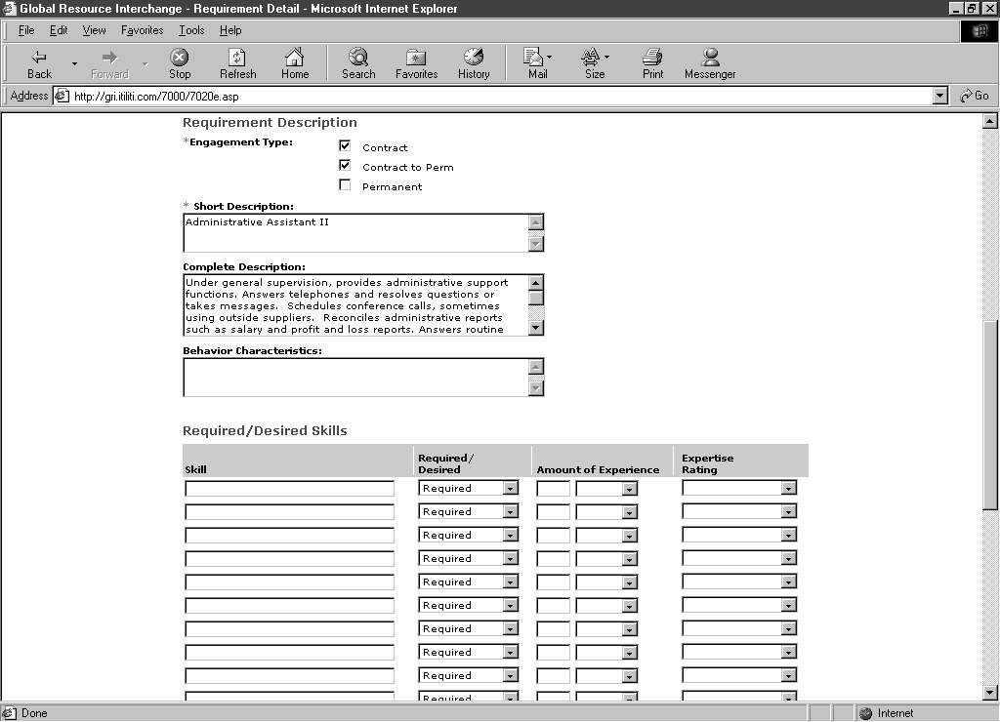 Global Resource Interchange - Requirement Detail - Microsoft Internet Explorer
File Edit View Favorites Tools Help
Back Forward Stop Refresh Home Search Favorites History Mail Size Print Messenger
Address http://gri.itiliti.com/7000/7020e.asp Go
Requirement Description
*Engagement Type: Contract
Contract to Perm
Permanent
* Short Description:
Administrative Assistant II
Complete Description:
Under general supervision, provides administrative support
functions. Answers telephones and resolves questions or
takes messages.  Schedules conference calls, sometimes
using outside suppliers.  Reconciles administrative reports
such as salary and profit and loss reports. Answers routine
Behavior Characteristics:
Required/Desired Skills
Skill Required/ Desired Amount of Experience Expertise Rating
Required
Required
Required
Required
Required
Required
Required
Required
Required
Required
Done Internet